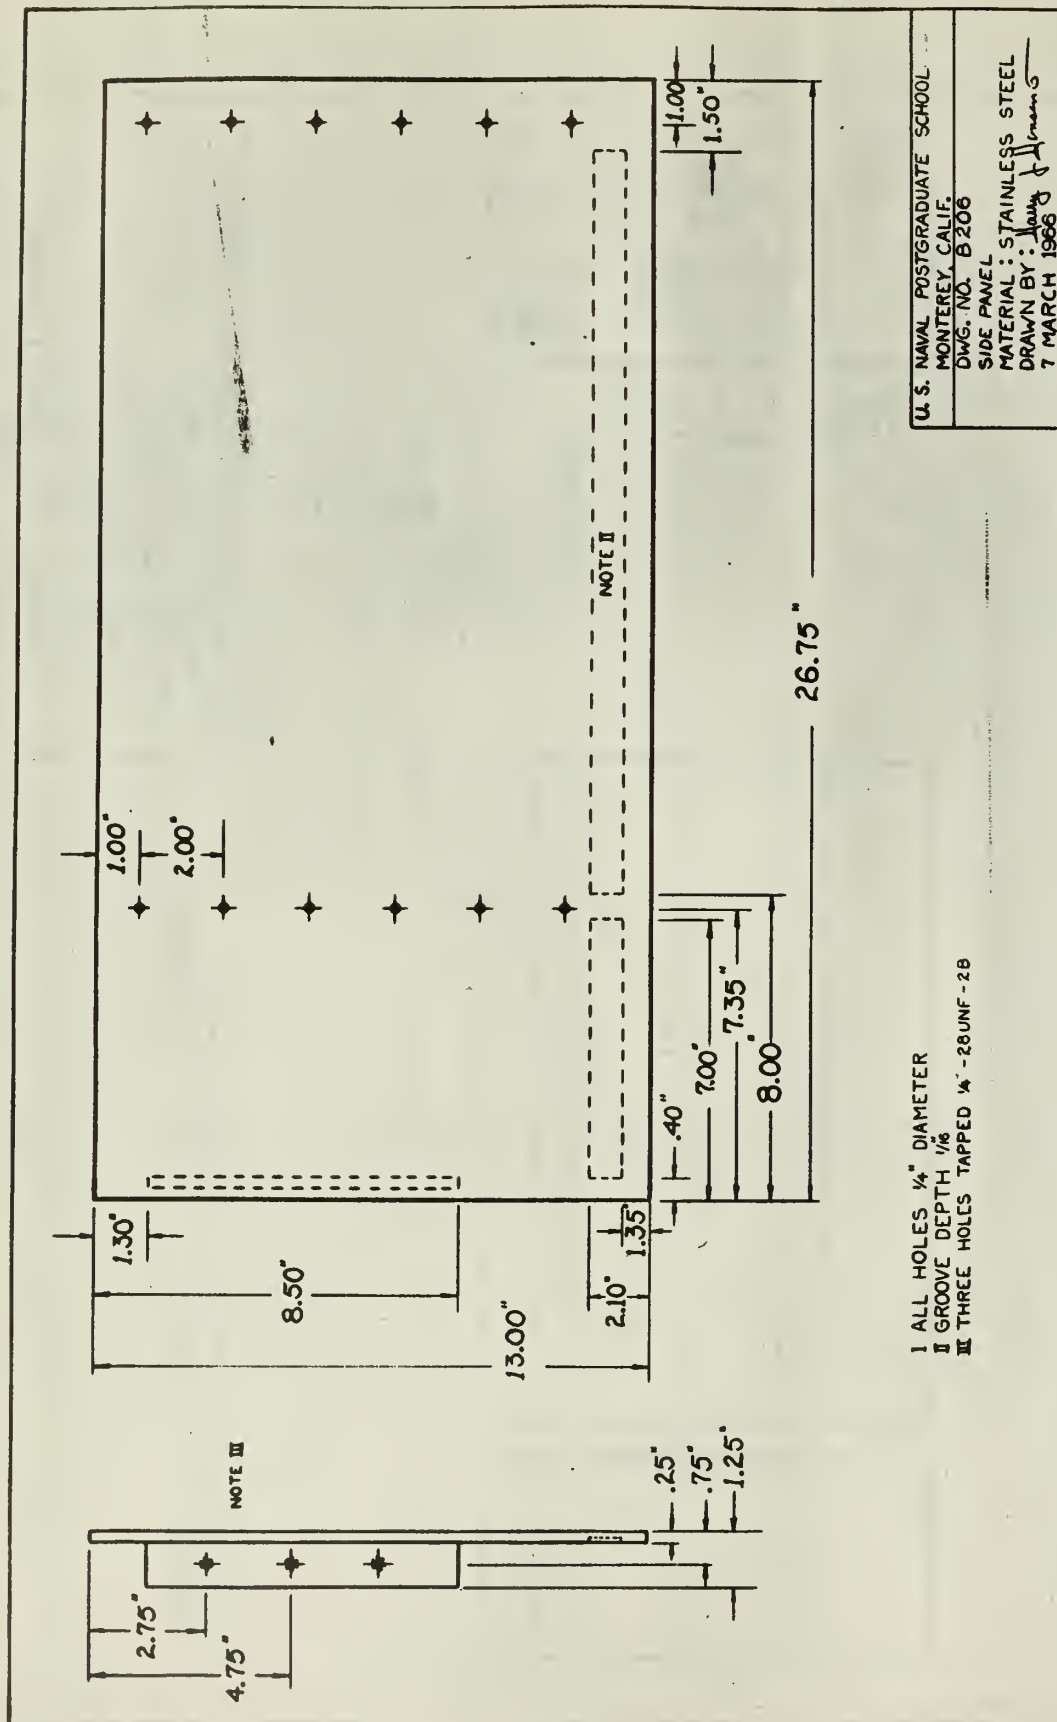 1.00"
2.00"
1.00
1.50"
NOTE II
26.75"
.40"
7.00"
7.35"
8.00"
1.30"
8.50"
13.00"
2.10"
1.35"
NOTE III
2.75"
4.75"
.25"
.75"
1.25"
I ALL HOLES ¼" DIAMETER
II GROOVE DEPTH 1/16"
III THREE HOLES TAPPED ¼"-28UNF-2B
U.S. NAVAL POSTGRADUATE SCHOOL
MONTEREY, CALIF.
DWG. NO. B206
SIDE PANEL
MATERIAL: STAINLESS STEEL
DRAWN BY:
7 MARCH 1966